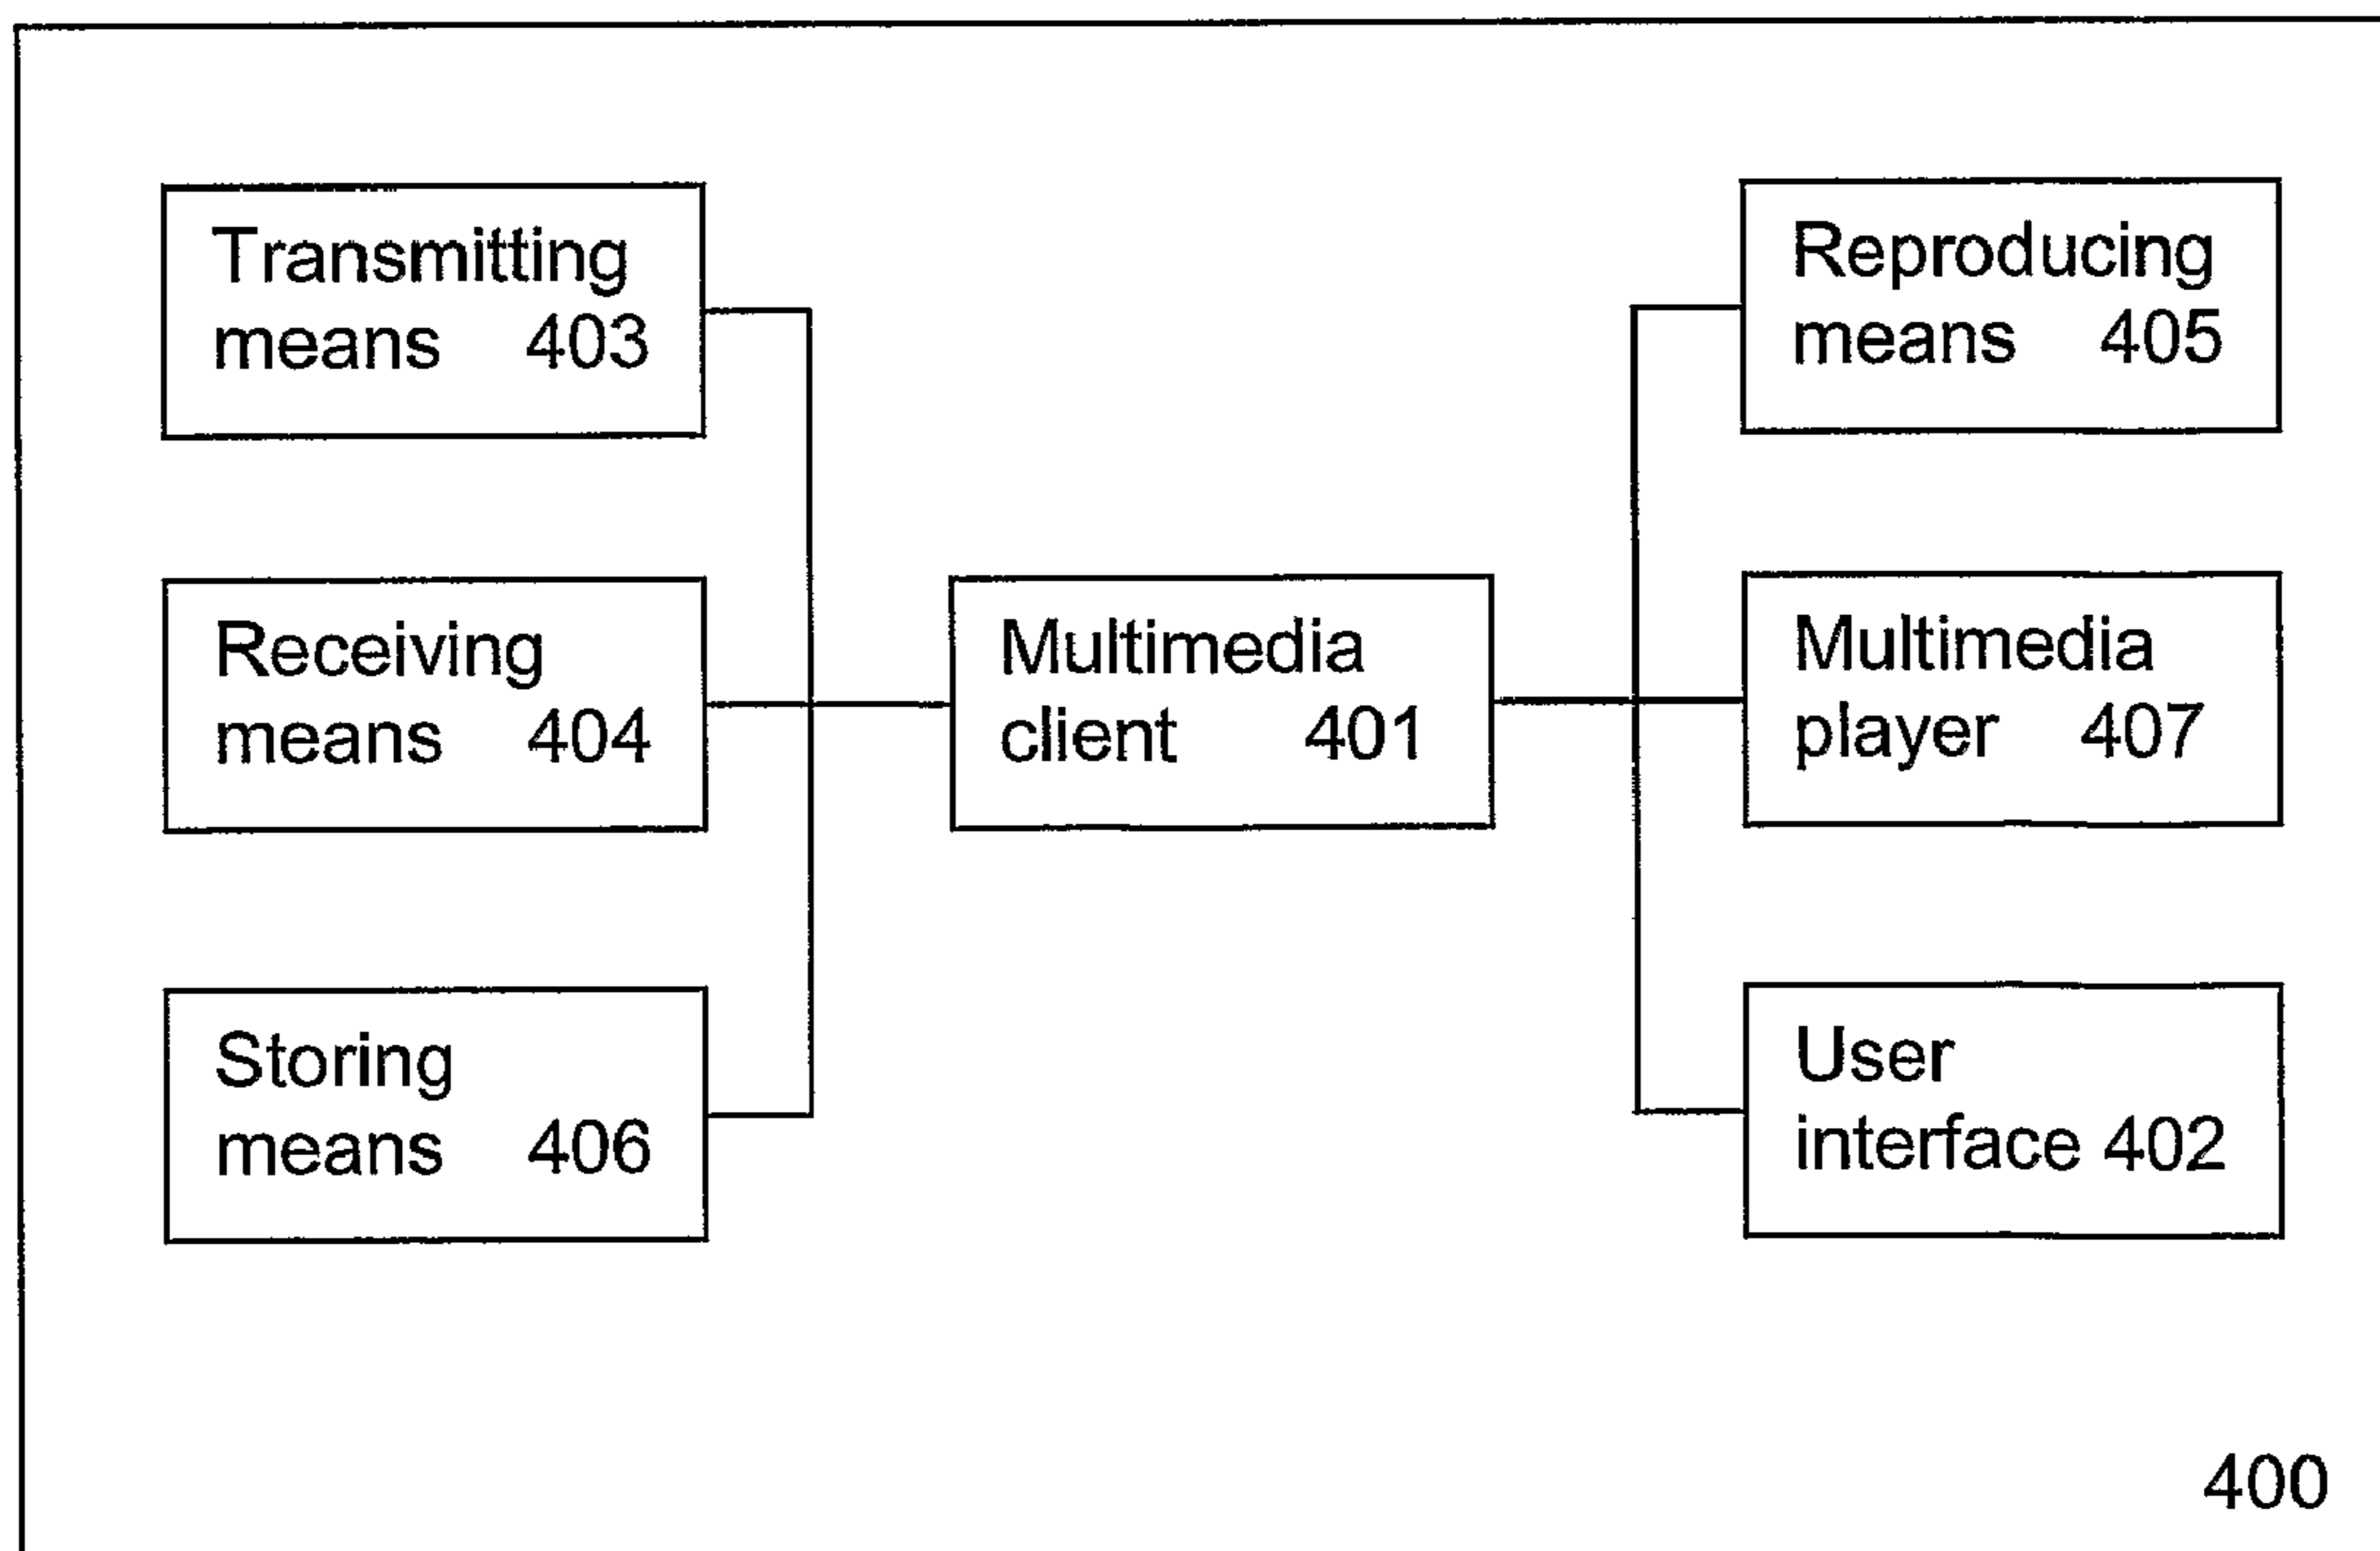 Transmitting
means 403
Receiving
means 404
Storing
means 406
Multimedia
client 401
Reproducing
means 405
Multimedia
player 407
User
interface 402
400